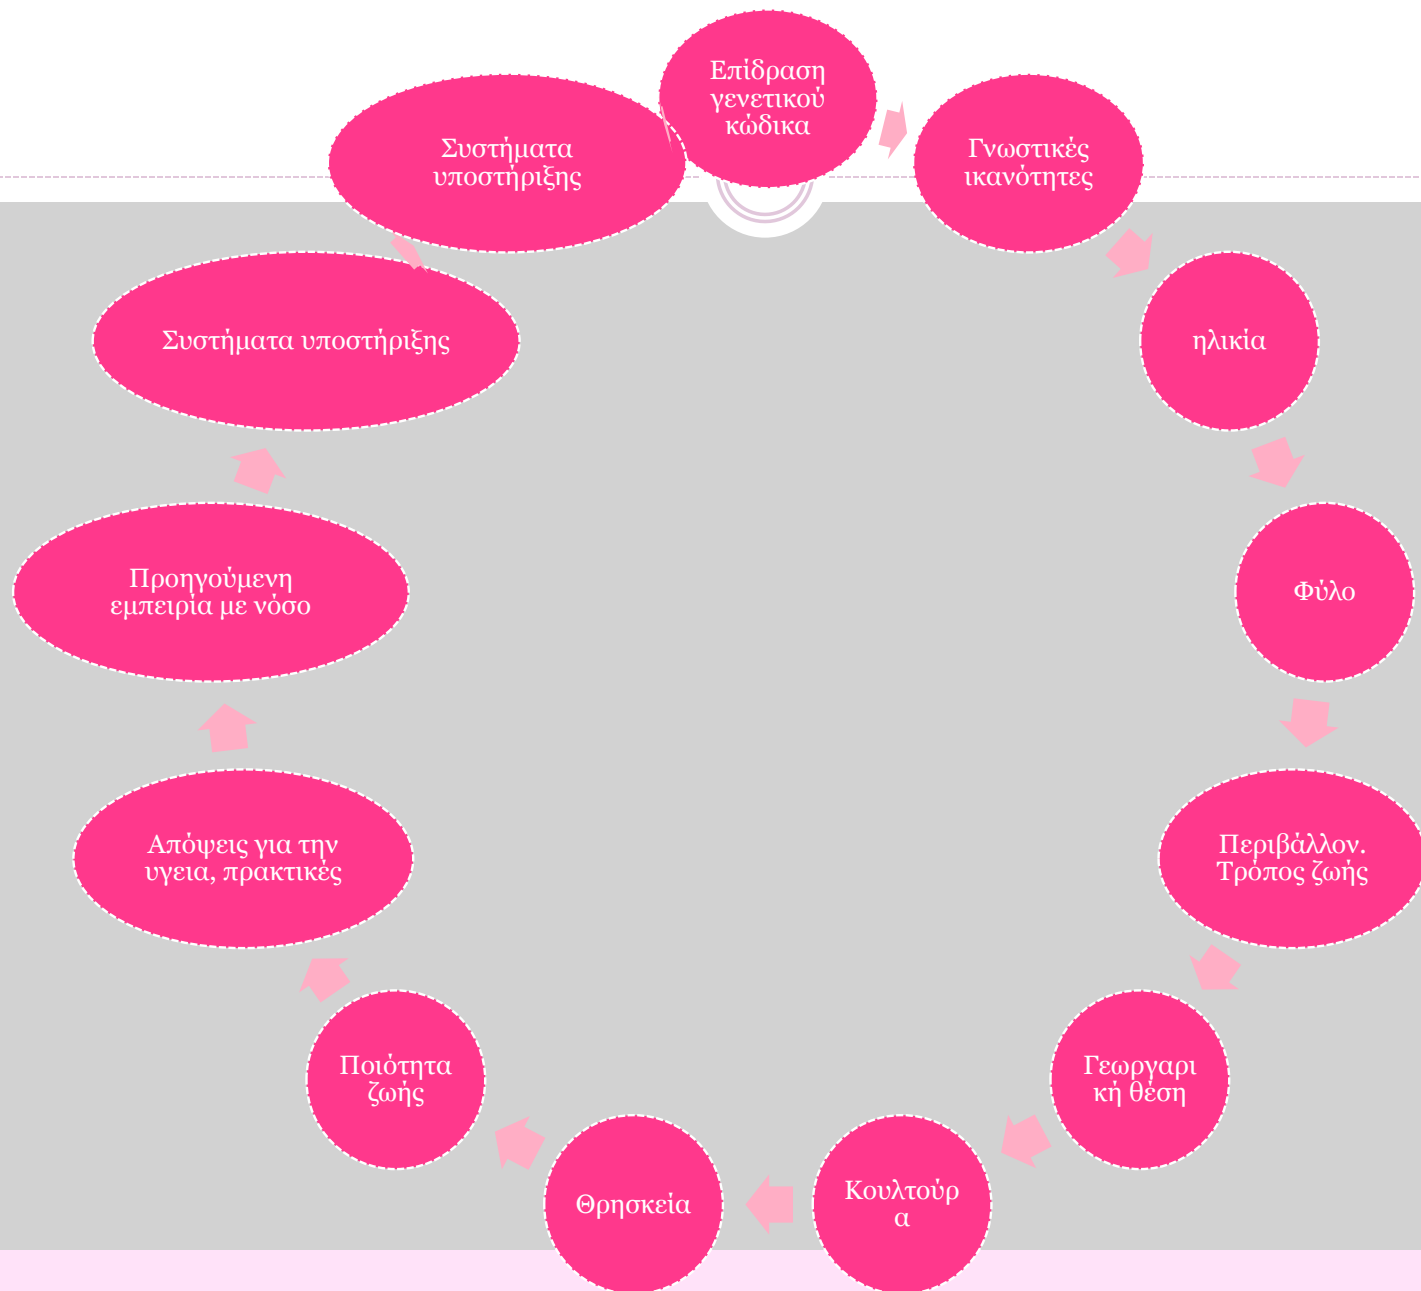 Επίδραση
γενετικού
κώδικα
Γνωστικές
ικανότητες
ηλικία
Φύλο
Περιβάλλον.
Τρόπος ζωής
Γεωργαρι
κή θέση
Κουλτούρ
α
Θρησκεία
Ποιότητα
ζωής
Απόψεις για την
υγεια, πρακτικές
Προηγούμενη
εμπειρία με νόσο
Συστήματα υποστήριξης
Συστήματα
υποστήριξης